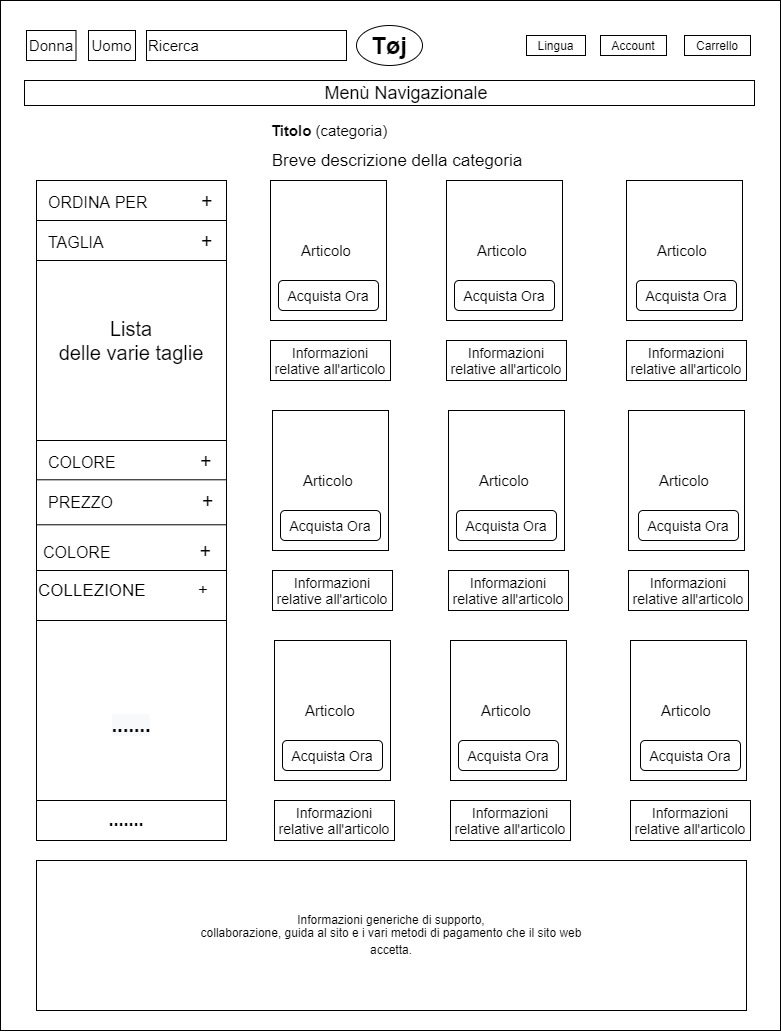 Donna
Uomo
Ricerca
Tøj
Lingua
Account
Carrello
Menù Navigazionale
Titolo (categoria)
Breve descrizione della categoria
ORDINA PER +
TAGLIA +
Lista
delle varie taglie
COLORE +
PREZZO +
COLORE +
COLLEZIONE +
.......
.......
Articolo
Acquista Ora
Articolo
Acquista Ora
Articolo
Acquista Ora
Informazioni
relative all'articolo
Informazioni
relative all'articolo
Informazioni
relative all'articolo
Articolo
Acquista Ora
Articolo
Acquista Ora
Articolo
Acquista Ora
Informazioni
relative all'articolo
Informazioni
relative all'articolo
Informazioni
relative all'articolo
Articolo
Acquista Ora
Articolo
Acquista Ora
Articolo
Acquista Ora
Informazioni
relative all'articolo
Informazioni
relative all'articolo
Informazioni
relative all'articolo
Informazioni generiche di supporto,
collaborazione, guida al sito e i vari metodi di pagamento che il sito web
accetta.